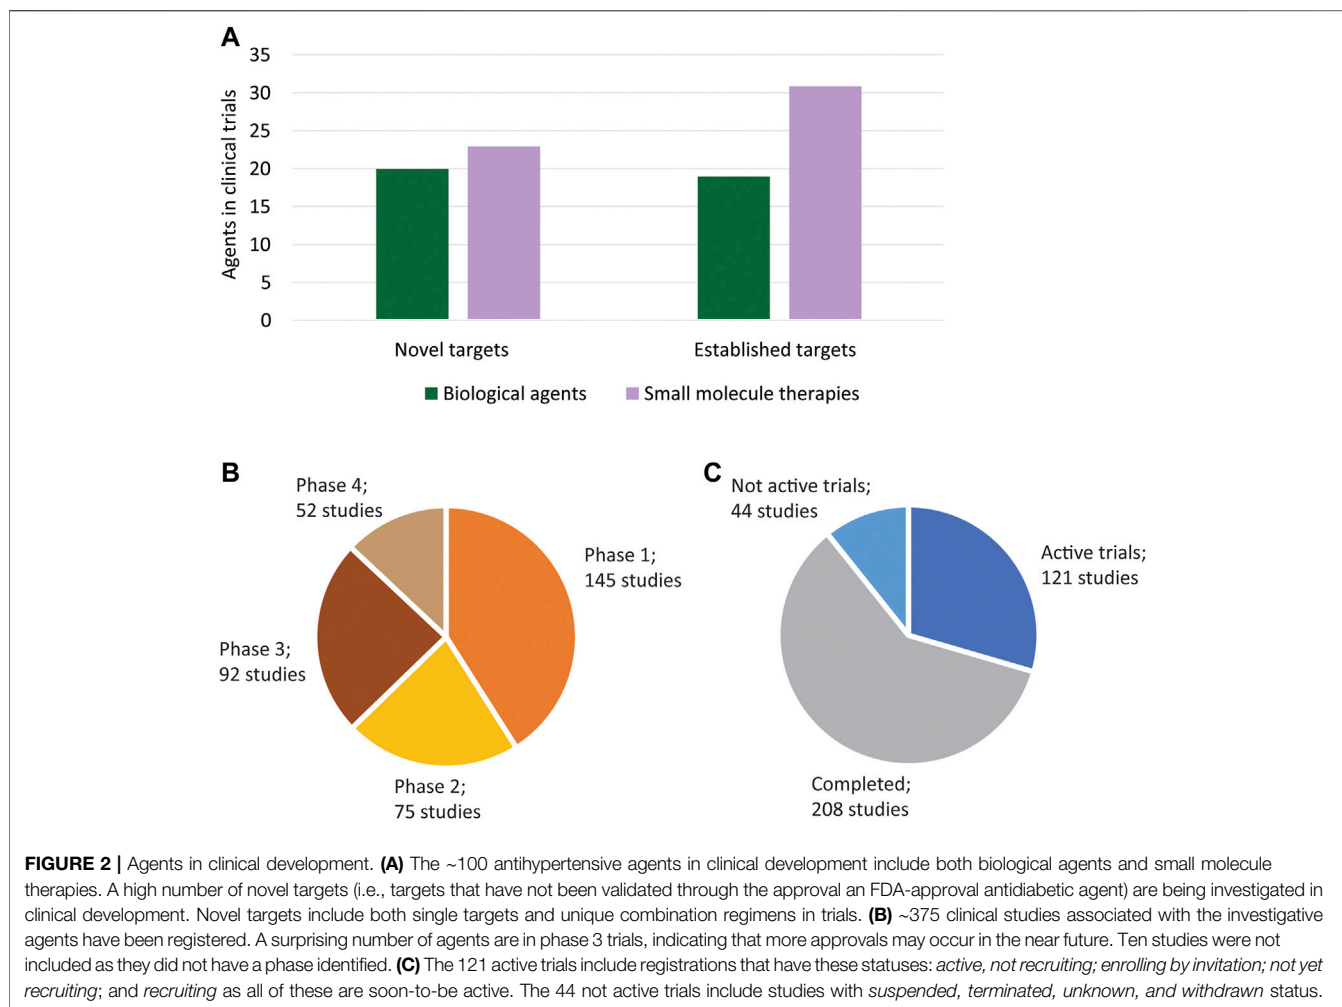 A
35
30
25
20
15
10
5
0
Agents in clinical trials
Novel targets
Established targets
Biological agents
Small molecule therapies
B
Phase 4;
52 studies
Phase 1;
145 studies
Phase 3;
92 studies
Phase 2;
75 studies
C
Not active trials;
44 studies
Active trials;
121 studies
Completed;
208 studies
FIGURE 2 | Agents in clinical development. (A) The ~100 antihypertensive agents in clinical development include both biological agents and small molecule
therapies. A high number of novel targets (i.e., targets that have not been validated through the approval an FDA-approval antidiabetic agent) are being investigated in
clinical development. Novel targets include both single targets and unique combination regimens in trials. (B) ~375 clinical studies associated with the investigative
agents have been registered. A surprising number of agents are in phase 3 trials, indicating that more approvals may occur in the near future. Ten studies were not
included as they did not have a phase identified. (C) The 121 active trials include registrations that have these statuses: active, not recruiting; enrolling by invitation; not yet
recruiting; and recruiting as all of these are soon-to-be active. The 44 not active trials include studies with suspended, terminated, unknown, and withdrawn status.